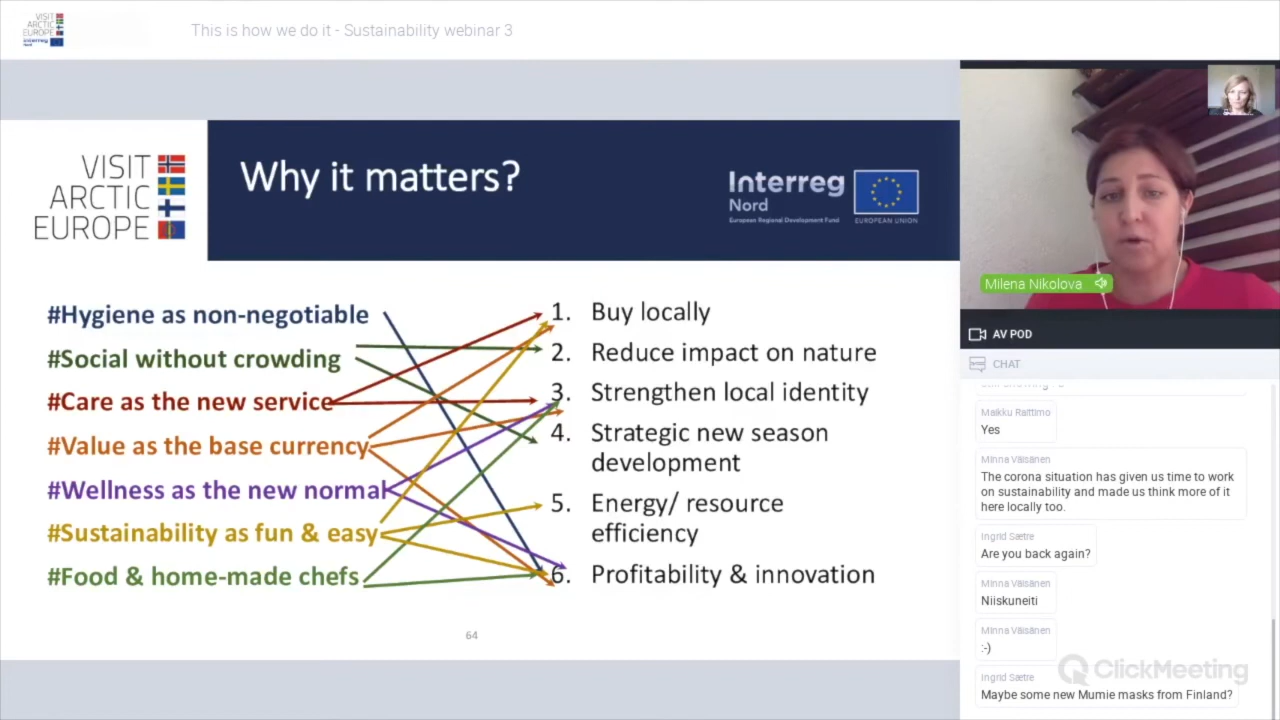 VISIT
ARCTIC
EUROPE
Interreg
This is how we do it - Sustainability webinar 3
VISIT
ARCTIC
EUROPE
Why it matters?
Interreg
Nord
European Regional Development Fund
EUROPEAN UNION
#Hygiene as non-negotiable
#Social without crowding
#Care as the new service
#Value as the base currency
#Wellness as the new normal
#Sustainability as fun & easy
#Food & home-made chefs
1. Buy locally
2. Reduce impact on nature
3. Strengthen local identity
4. Strategic new season
development
5. Energy/ resource
efficiency
6. Profitability & innovation
64
Milena Nikolova
AV POD
CHAT
Maikku Raittimo
Yes
Minna Väisänen
The corona situation has given us time to work
on sustainability and made us think more of it
here locally too.
Ingrid Sætre
Are you back again?
Minna Väisänen
Niiskuneiti
Minna Väisänen
:-)
Ingrid Sætre
Maybe some new Mumie masks from Finland?
ClickMeeting